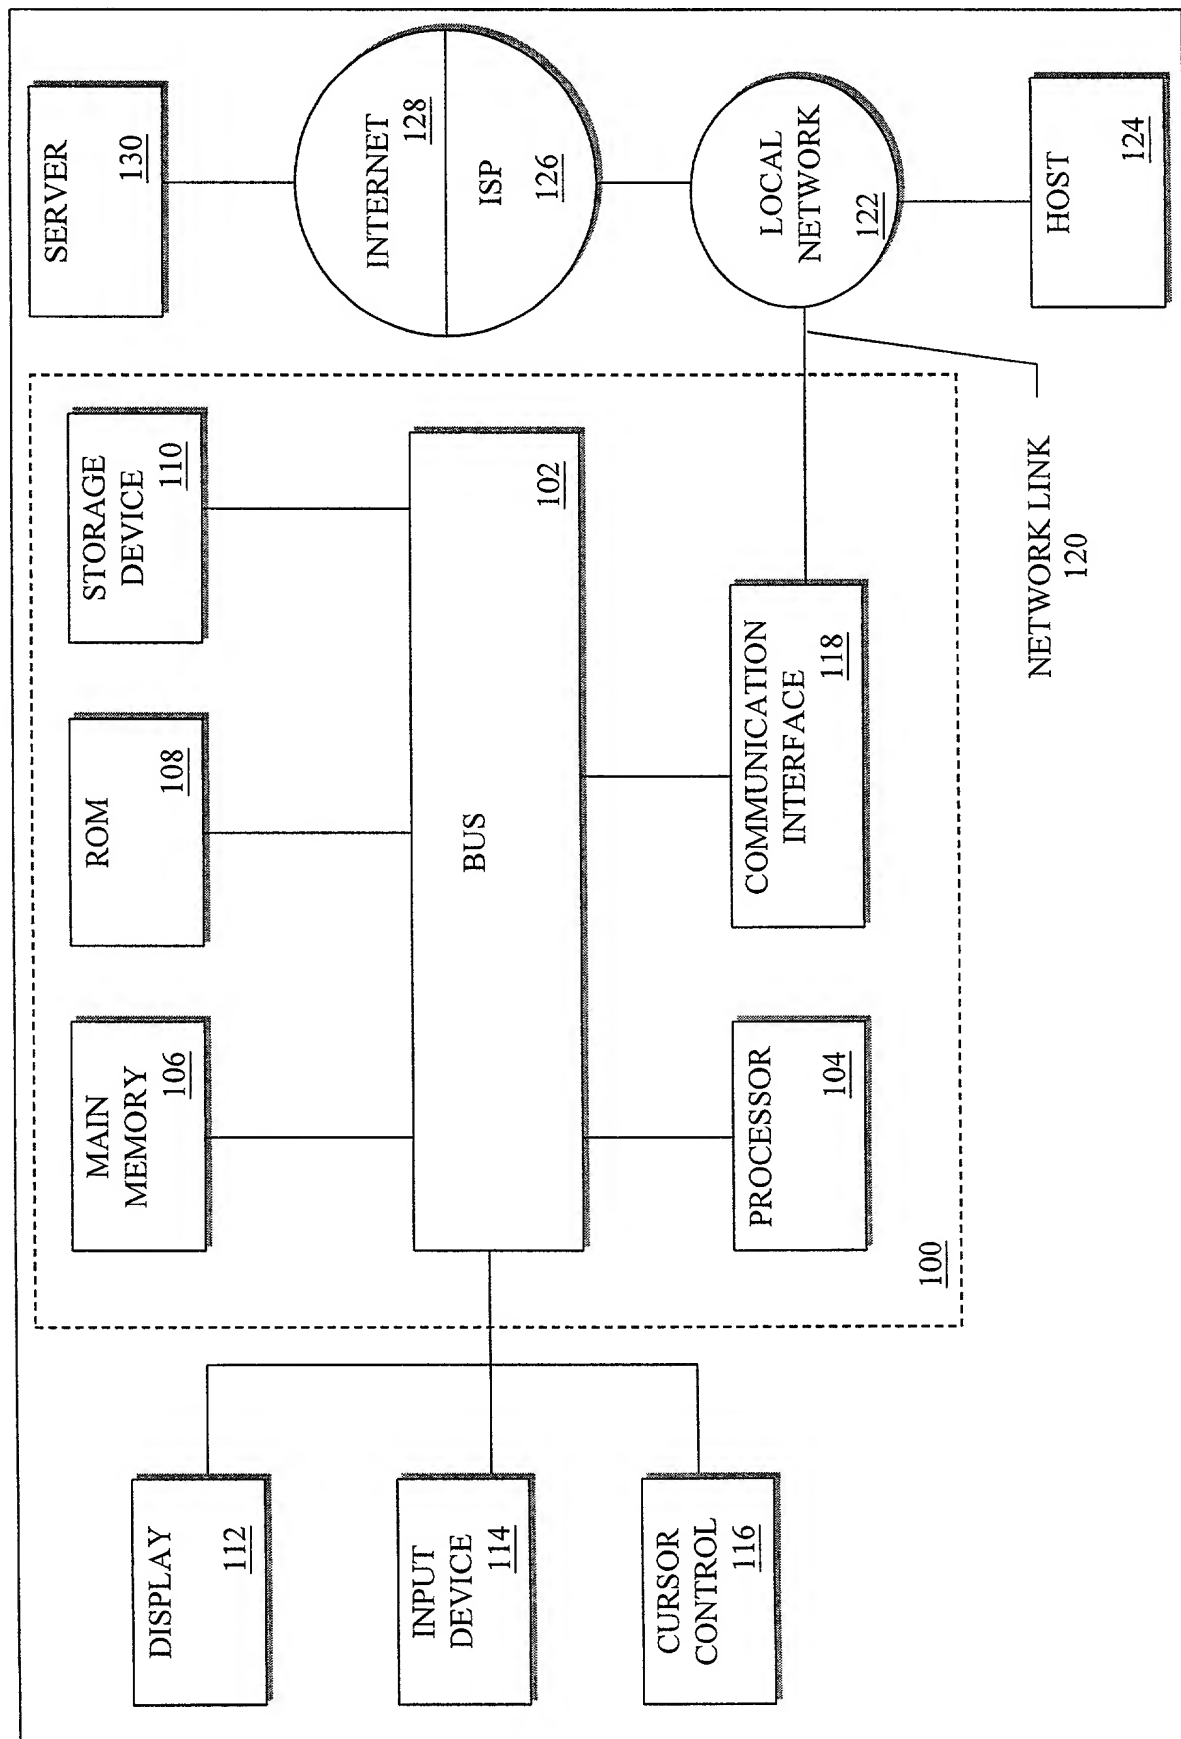 DISPLAY
112
INPUT
DEVICE
114
CURSOR
CONTROL
116
MAIN
MEMORY
106
ROM
108
STORAGE
DEVICE
110
BUS
102
PROCESSOR
104
COMMUNICATION
INTERFACE
118
100
SERVER
130
INTERNET
128
ISP
126
LOCAL
NETWORK
122
HOST
124
NETWORK LINK
120